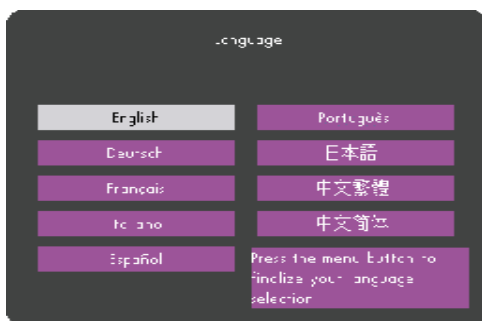 Language
English
Português
Deutsch
日本語
Français
中文繁體
Italiano
中文简体
Español
Press the menu button to
finalize your language
selection